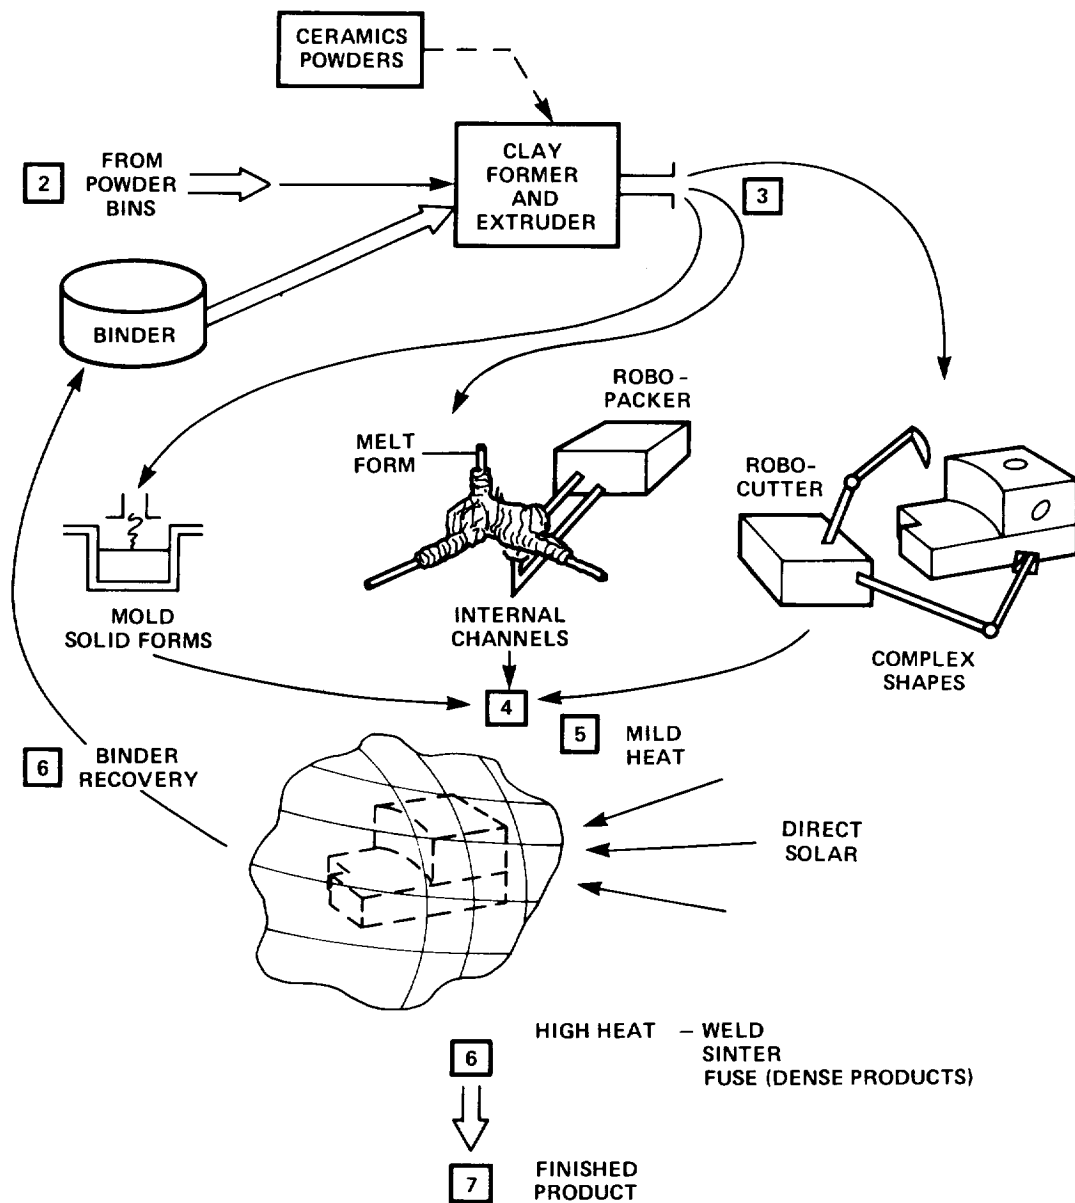 CERAMICS
POWDERS
CLAY
FORMER
AND
EXTRUDER
2
FROM
POWDER
BINS
3
BINDER
ROBO-
PACKER
MELT
FORM
ROBO-
CUTTER
MOLD
SOLID FORMS
INTERNAL
CHANNELS
COMPLEX
SHAPES
4
5
MILD
HEAT
6
BINDER
RECOVERY
DIRECT
SOLAR
HIGH HEAT – WELD
SINTER
FUSE (DENSE PRODUCTS)
6
7
FINISHED
PRODUCT